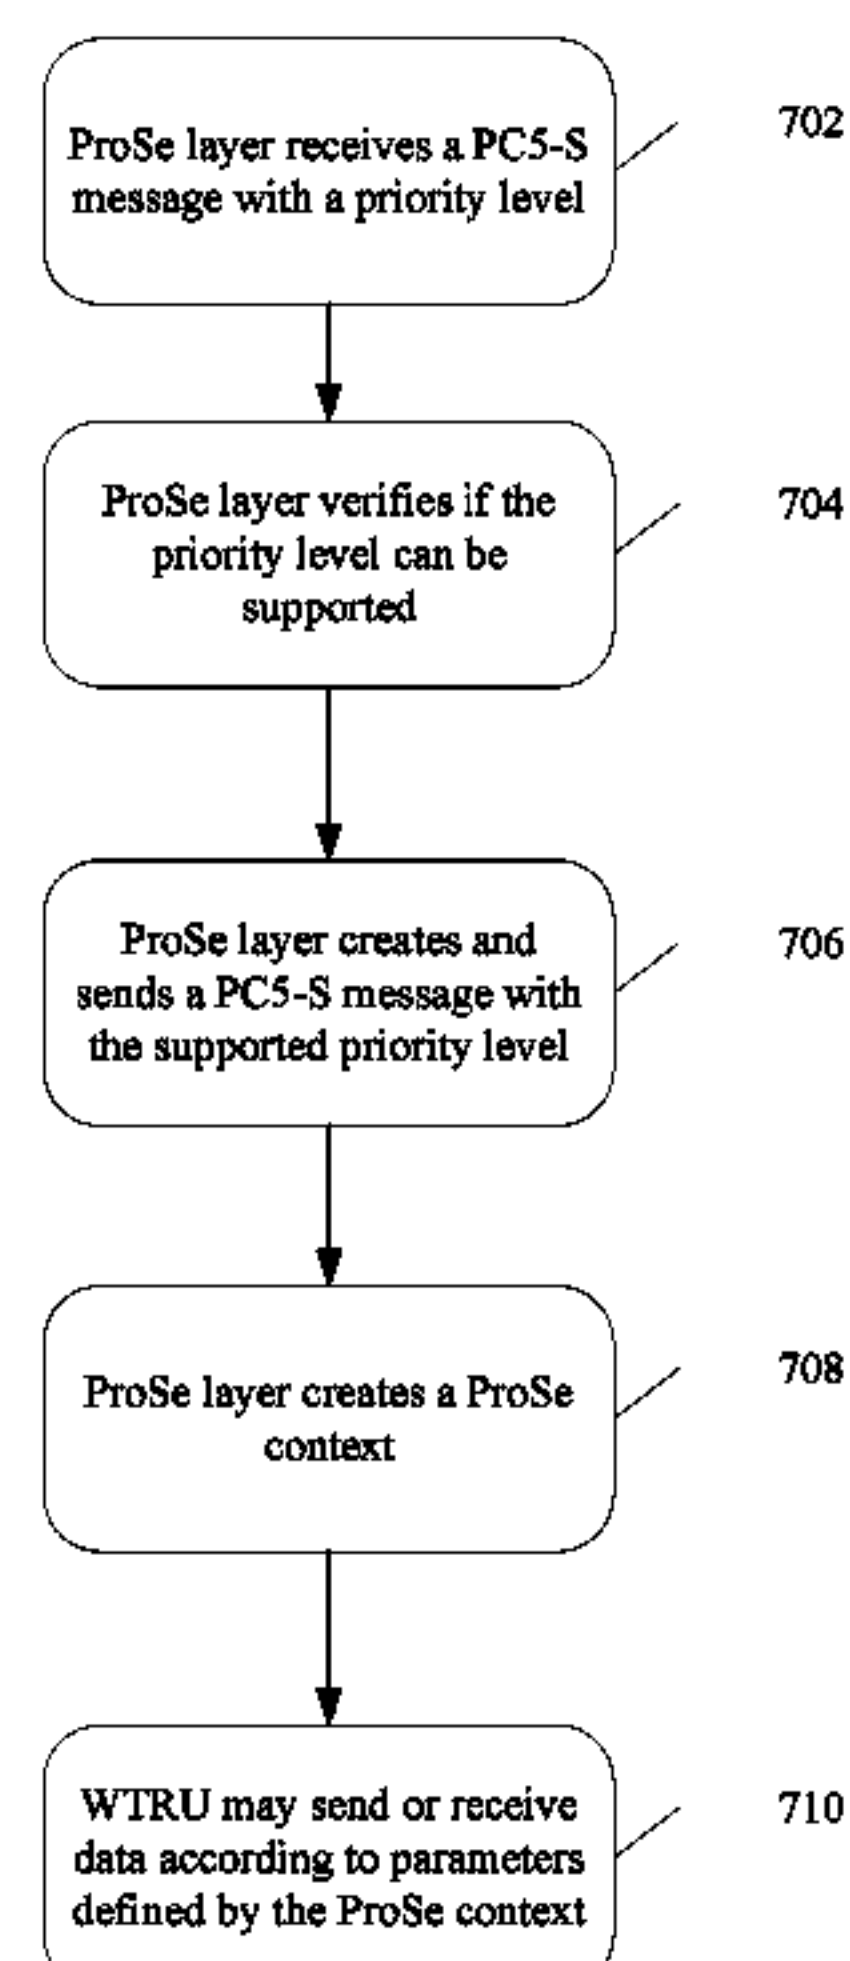 ProSe layer receives a PC5-S
message with a priority level
702
ProSe layer verifies if the
priority level can be
supported
704
ProSe layer creates and
sends a PC5-S message with
the supported priority level
706
ProSe layer creates a ProSe
context
708
WTRU may send or receive
data according to parameters
defined by the ProSe context
710